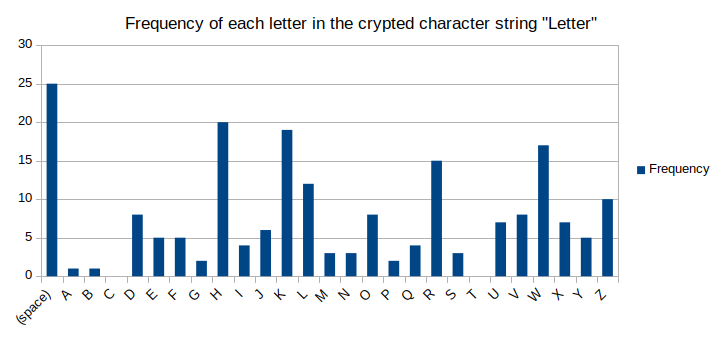 Frequency of each letter in the crypted character string "Letter"
30
25
20
15
10
5
0
(space) A B C D E F G H I J K L M N O P Q R S T U V W X Y Z
Frequency